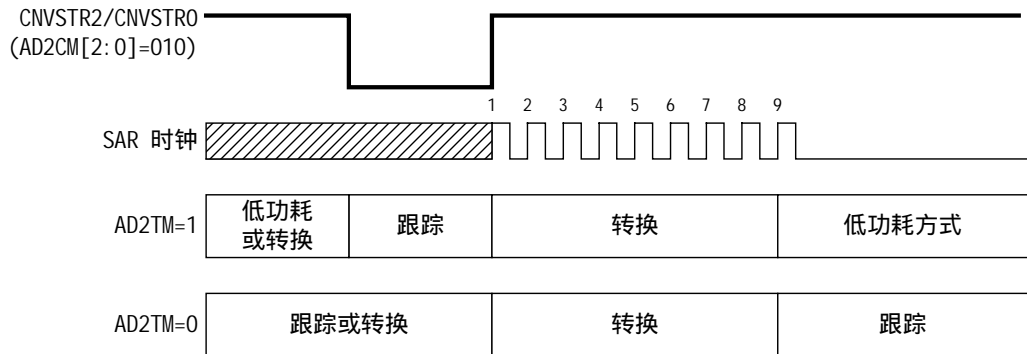 CNVSTR2/CNVSTR0
(AD2CM[2:0]=010)
1 2 3 4 5 6 7 8 9
SAR 时钟
AD2TM=1
低功耗
或转换
跟踪
转换
低功耗方式
AD2TM=0
跟踪或转换
转换
跟踪